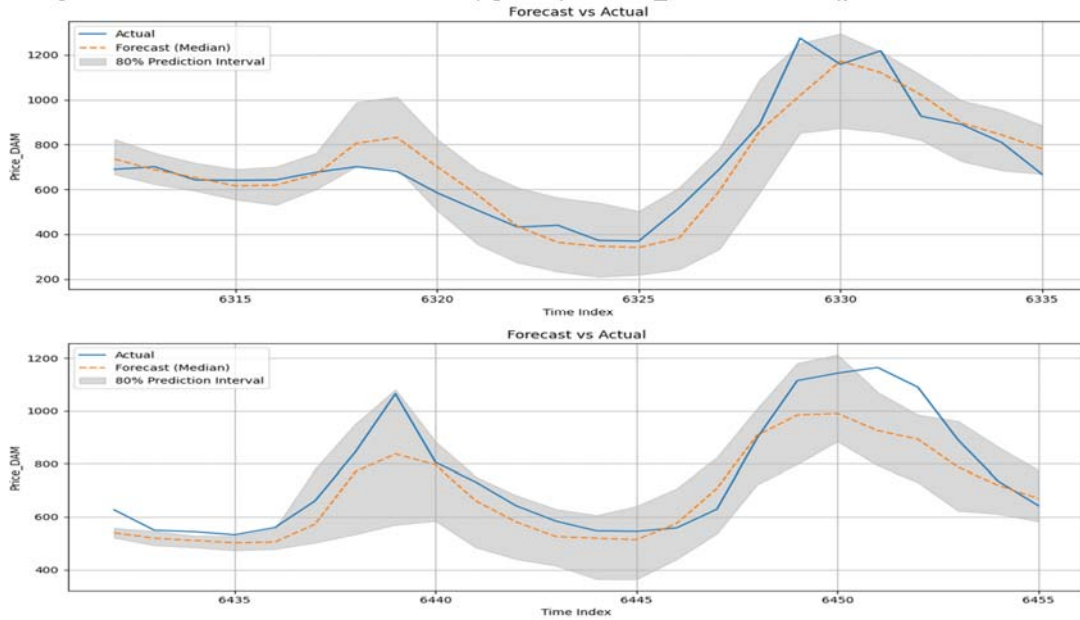 Forecast vs Actual
Actual
Forecast (Median)
80% Prediction Interval
Price_DAM
1200
1000
800
600
400
200
6315 6320 6325 6330 6335
Time Index
Forecast vs Actual
Actual
Forecast (Median)
80% Prediction Interval
Price_DAM
1200
1000
800
600
400
6435 6440 6445 6450 6455
Time Index